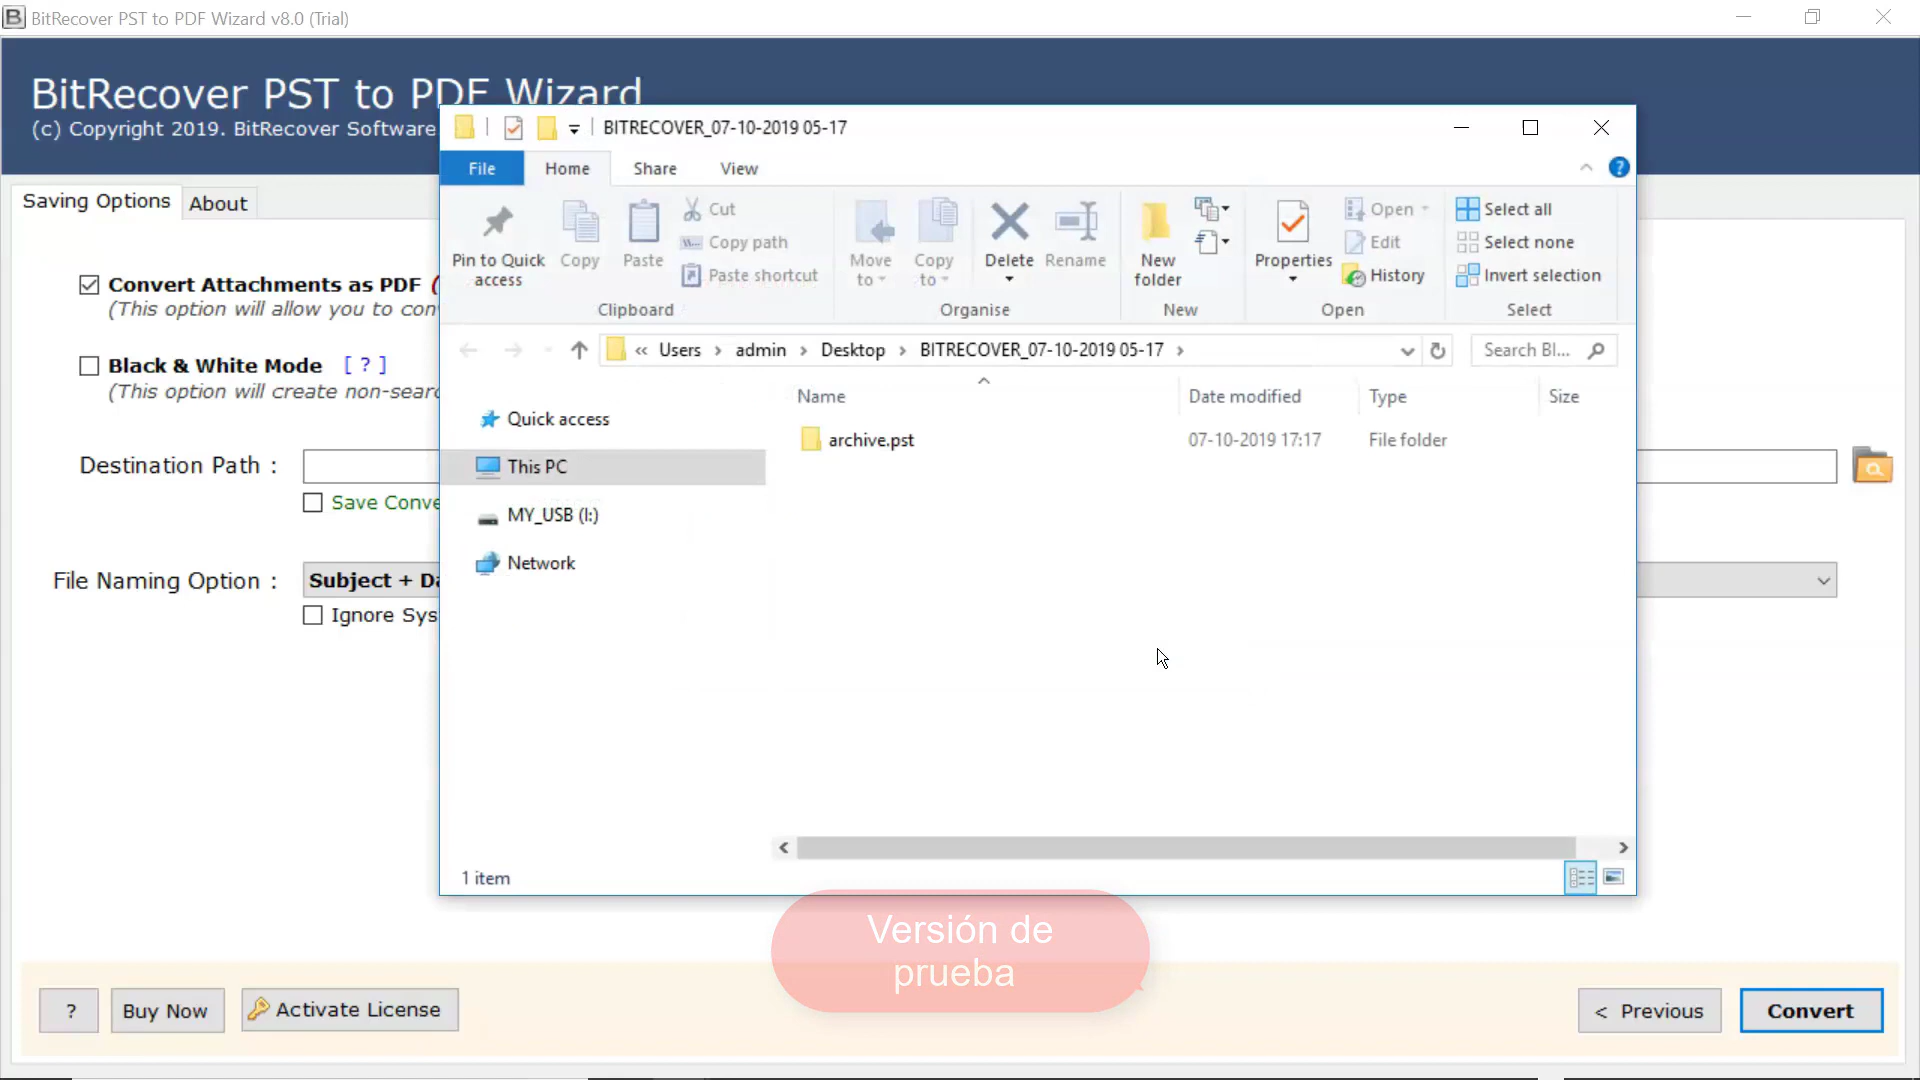 BitRecover PST to PDF Wizard v8.0 (Trial)
BitRecover PST to PDF Wizard
(c) Copyright 2019. BitRecover Software
Saving Options
About
Convert Attachments as PDF (
(This option will allow you to con
Black & White Mode [ ? ]
(This option will create non-searc
Destination Path :
Save Conve
File Naming Option :
Subject + Da
Ignore Sys
BITRECOVER_07-10-2019 05-17
File
Home
Share
View
?
Pin to Quick access
Copy
Paste
Cut
Copy path
Paste shortcut
Clipboard
Move to
Copy to
Delete
Rename
Organise
New folder
New
Properties
Open
Edit
History
Open
Select all
Select none
Invert selection
Select
« Users > admin > Desktop > BITRECOVER_07-10-2019 05-17 >
Search BI...
Quick access
This PC
MY_USB (I:)
Network
Name
Date modified
Type
Size
archive.pst
07-10-2019 17:17
File folder
1 item
Versión de
prueba
?
Buy Now
Activate License
< Previous
Convert